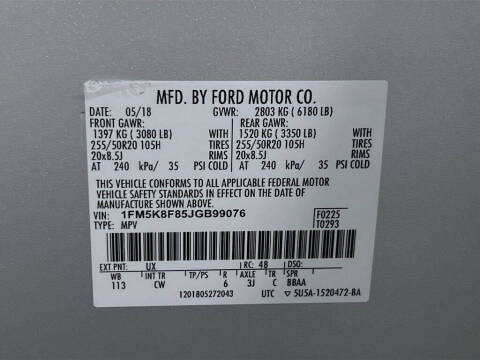 MFD. BY FORD MOTOR CO.
DATE: 05/18 GVWR: 2803 KG ( 6180 LB)
FRONT GAWR: REAR GAWR:
1397 KG ( 3080 LB) WITH 1520 KG ( 3350 LB) WITH
255/50R20 105H TIRES 255/50R20 105H TIRES
20x8.5J RIMS 20x8.5J RIMS
AT 240 kPa/ 35 PSI COLD AT 240 kPa/ 35 PSI COLD
THIS VEHICLE CONFORMS TO ALL APPLICABLE FEDERAL MOTOR
VEHICLE SAFETY STANDARDS IN EFFECT ON THE DATE OF
MANUFACTURE SHOWN ABOVE.
VIN: 1FM5K8F85JGB99076 F0225
TYPE: MPV T0293
EXT PNT: UX RC: 48 DSO:
WB INT TR TP/PS R AXLE TR SPR
113 CW 6 3J C BBAA
1201805272043 UTC 5U5A-1520472-BA